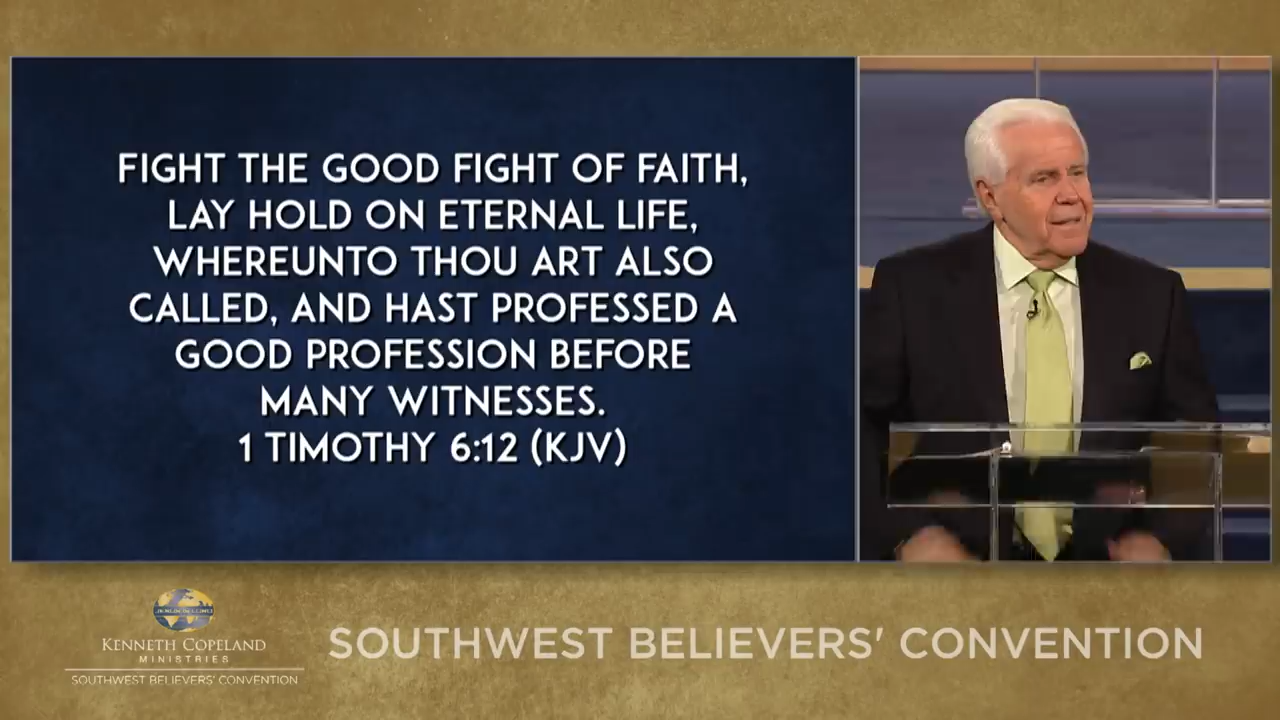 FIGHT THE GOOD FIGHT OF FAITH,
LAY HOLD ON ETERNAL LIFE,
WHEREUNTO THOU ART ALSO
CALLED, AND HAST PROFESSED A
GOOD PROFESSION BEFORE
MANY WITNESSES.
1 TIMOTHY 6:12 (KJV)
KENNETH COPELAND
MINISTRIES
SOUTHWEST BELIEVERS' CONVENTION
SOUTHWEST BELIEVERS' CONVENTION